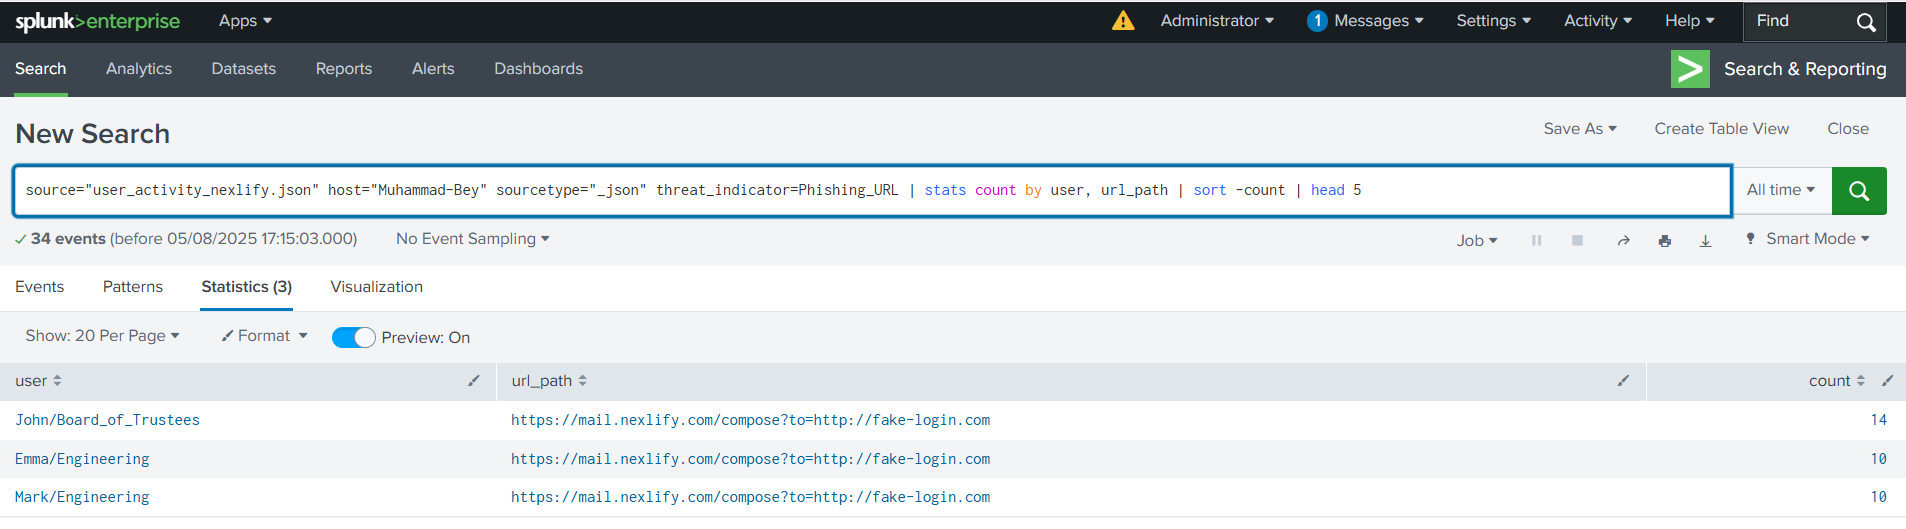 splunk>enterprise Apps Administrator 1 Messages Settings Activity Help Find
Search Analytics Datasets Reports Alerts Dashboards Search & Reporting
New Search Save As Create Table View Close
source="user_activity_nexlify.json" host="Muhammad-Bey" sourcetype="_json" threat_indicator=Phishing_URL | stats count by user, url_path | sort -count | head 5 All time
34 events (before 05/08/2025 17:15:03.000) No Event Sampling Job Smart Mode
Events Patterns Statistics (3) Visualization
Show: 20 Per Page Format Preview: On
user url_path count
John/Board_of_Trustees https://mail.nexlify.com/compose?to=http://fake-login.com 14
Emma/Engineering https://mail.nexlify.com/compose?to=http://fake-login.com 10
Mark/Engineering https://mail.nexlify.com/compose?to=http://fake-login.com 10